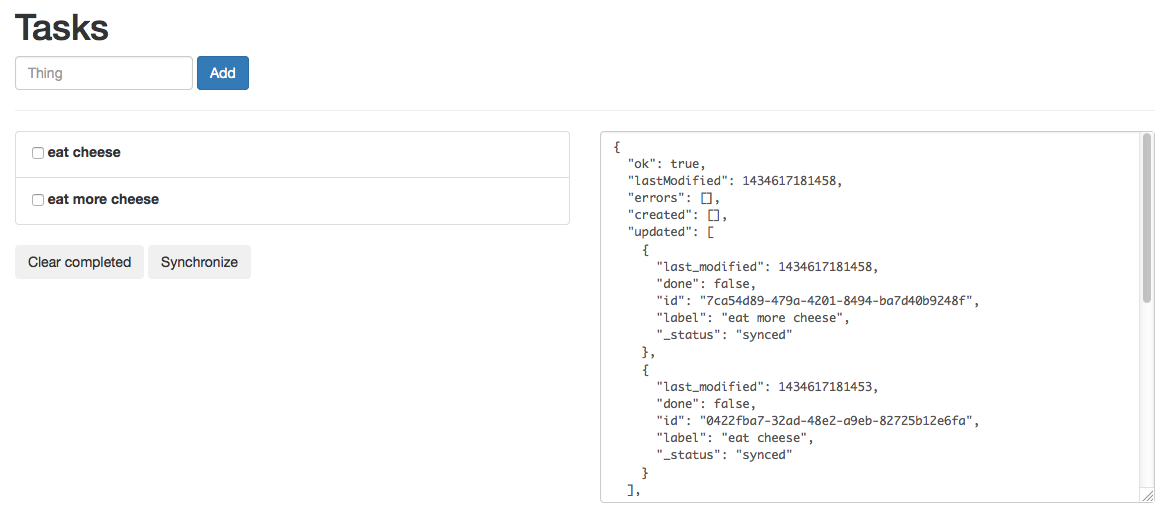 Tasks
Thing
Add
eat cheese
eat more cheese
Clear completed
Synchronize
{
"ok": true,
"lastModified": 1434617181458,
"errors": [],
"created": [],
"updated": [
{
"last_modified": 1434617181458,
"done": false,
"id": "7ca54d89-479a-4201-8494-ba7d40b9248f",
"label": "eat more cheese",
"_status": "synced"
},
{
"last_modified": 1434617181453,
"done": false,
"id": "0422fba7-32ad-48e2-a9eb-82725b12e6fa",
"label": "eat cheese",
"_status": "synced"
}
],